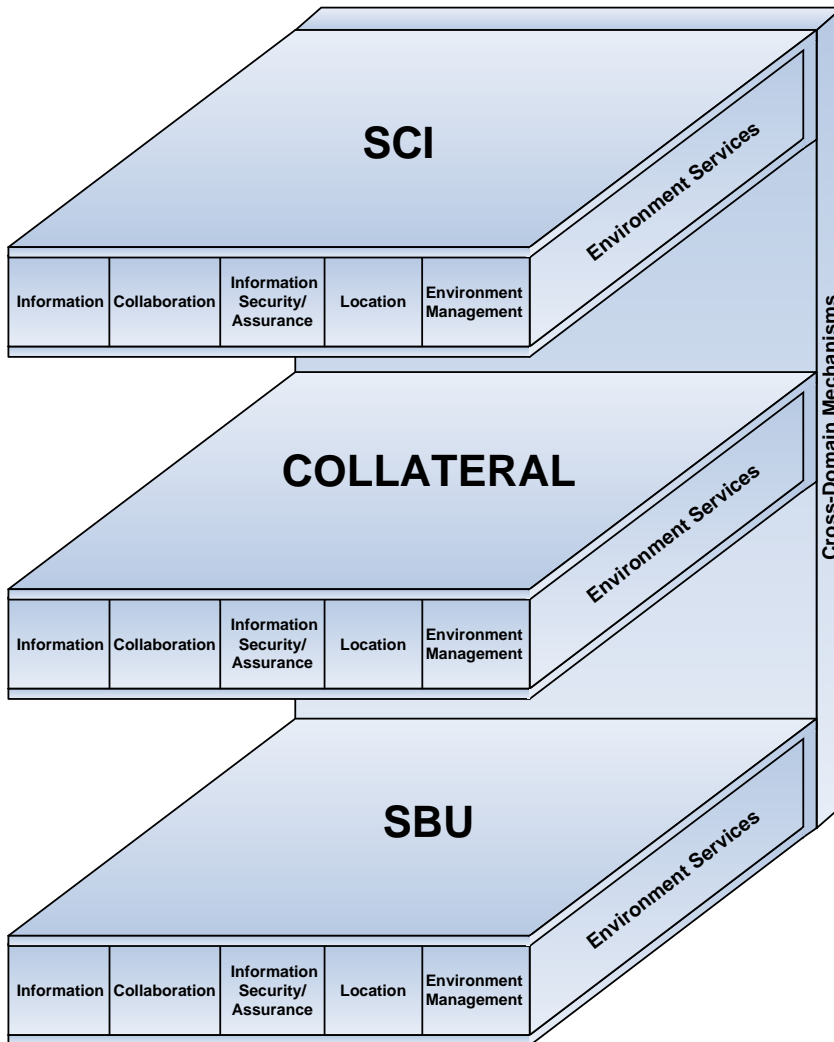 SCI
Environment Services
Information
Collaboration
Information
Security/
Assurance
Location
Environment
Management
Cross-Domain Mechanisms
COLLATERAL
Environment Services
Information
Collaboration
Information
Security/
Assurance
Location
Environment
Management
SBU
Environment Services
Information
Collaboration
Information
Security/
Assurance
Location
Environment
Management